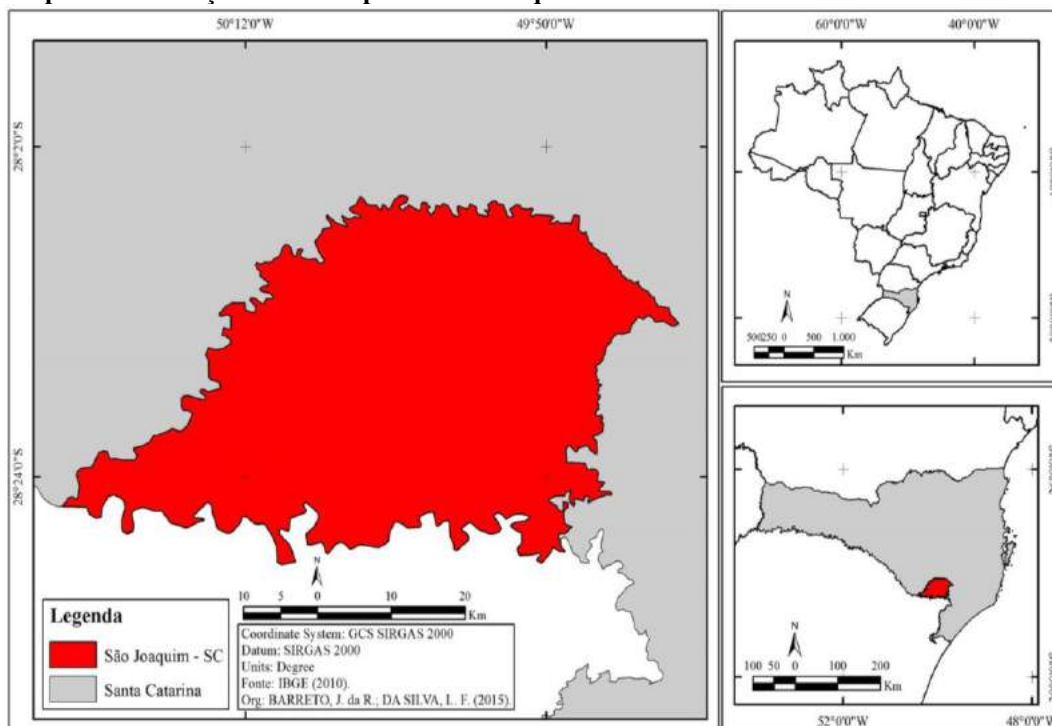 50°12'0"W 49°50'0"W
28°2'0"S
28°24'0"S
N
10 5 0 10 20
Km
Legenda
São Joaquim - SC
Santa Catarina
Coordinate System: GCS SIRGAS 2000
Datum: SIRGAS 2000
Units: Degree
Fonte: IBGE (2010).
Org: BARRETO, J. da R.; DA SILVA, L. F. (2015).
60°0'0"W 40°0'0"W
N
500 250 0 500 1.000
Km
N
100 50 0 100 200
Km
52°0'0"W 48°0'0"W